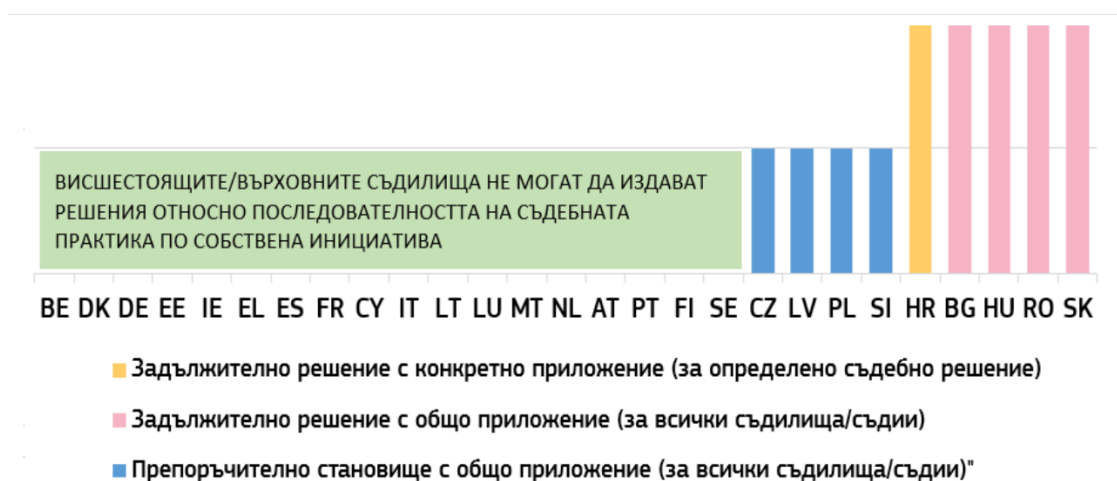 ВИСШЕСТОЯЩИТЕ/ВЪРХОВНИТЕ СЪДИЛИЩА НЕ МОГАТ ДА ИЗДАВАТ
РЕШЕНИЯ ОТНОСНО ПОСЛЕДОВАТЕЛНОСТТА НА СЪДЕБНАТА
ПРАКТИКА ПО СОБСТВЕНА ИНИЦИАТИВА
BE DK DE EE IE EL ES FR CY IT LT LU MT NL AT PT FI SE CZ LV PL SI HR BG HU RO SK
Задължително решение с конкретно приложение (за определено съдебно решение)
Задължително решение с общо приложение (за всички съдилища/съдии)
Препоръчително становище с общо приложение (за всички съдилища/съдии)"